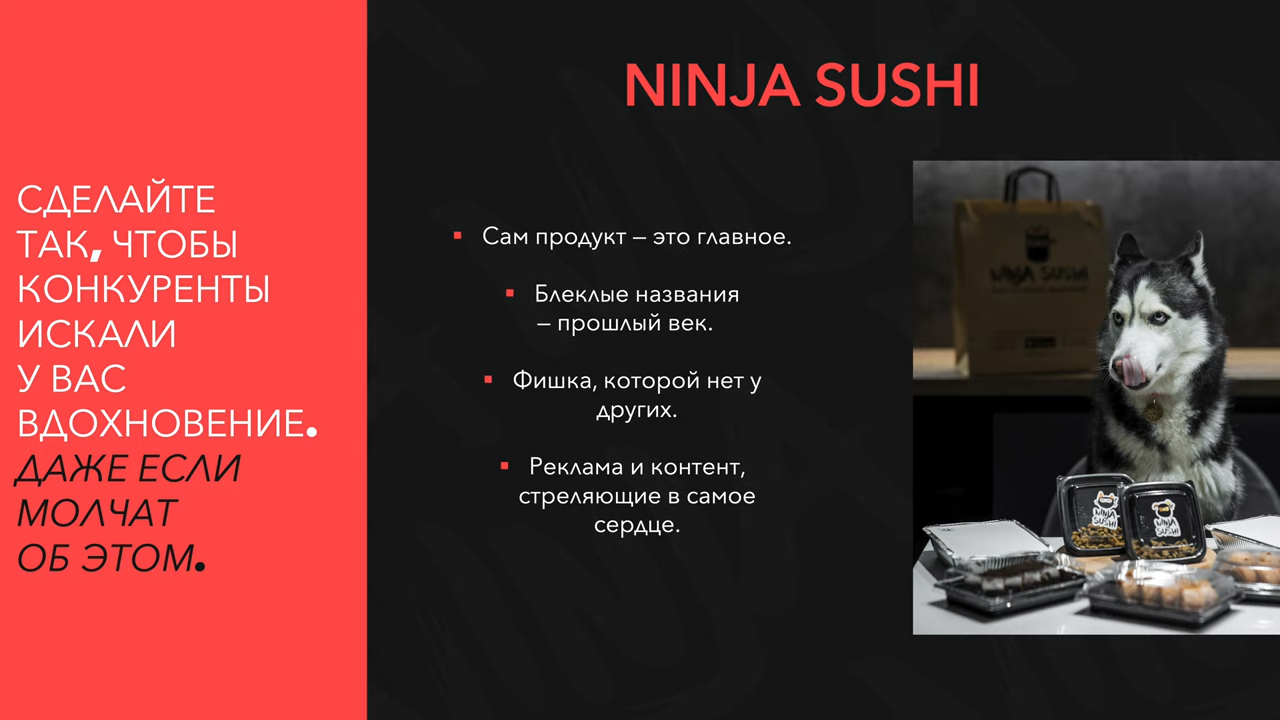 СДЕЛАЙТЕ
ТАК, ЧТОБЫ
КОНКУРЕНТЫ
ИСКАЛИ
У ВАС
ВДОХНОВЕНИЕ.
ДАЖЕ ЕСЛИ
МОЛЧАТ
ОБ ЭТОМ.
NINJA SUSHI
▪ Сам продукт – это главное.
▪ Блеклые названия
– прошлый век.
▪ Фишка, которой нет у
других.
▪ Реклама и контент,
стреляющие в самое
сердце.
NINJA SUSHI
NINJA
SUSHI
NINJA
SUSHI